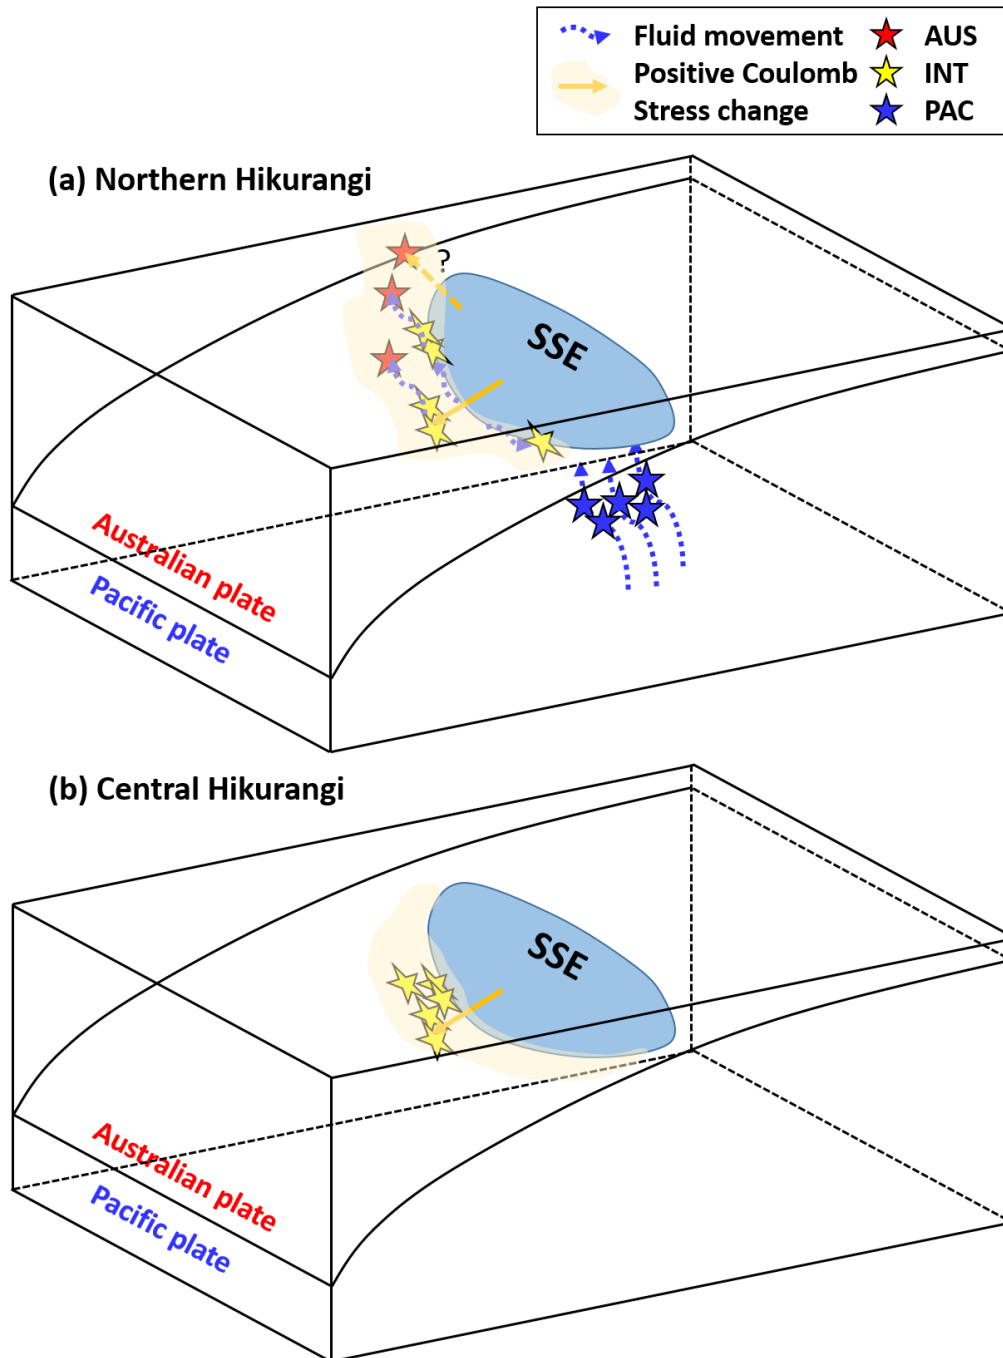 Fluid movement
AUS
Positive Coulomb
Stress change
INT
PAC
(a) Northern Hikurangi
?
SSE
Australian plate
Pacific plate
(b) Central Hikurangi
SSE
Australian plate
Pacific plate